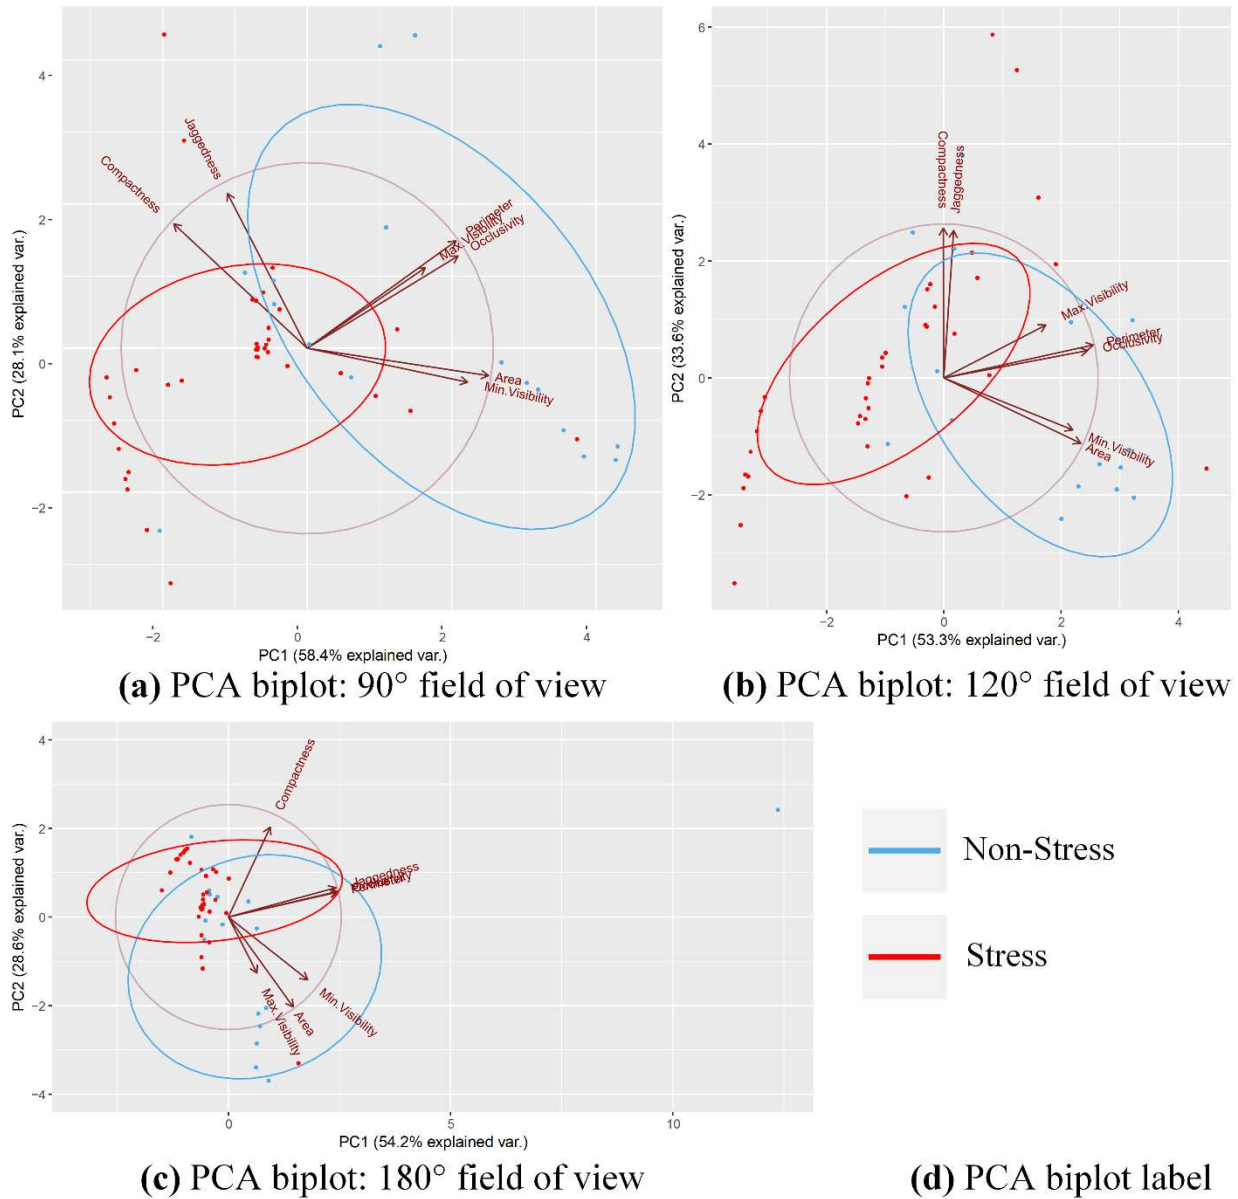 4
2
0
−2
PC2 (28.1% explained var.)
Jaggedness
Compactness
Perimeter
Max.Visibility
Occlusivity
Area
Min.Visibility
−2
0
2
4
PC1 (58.4% explained var.)
(a) PCA biplot: 90° field of view
6
4
2
0
−2
PC2 (33.6% explained var.)
Compactness
Jaggedness
Max.Visibility
Perimeter
Occlusivity
Min.Visibility
Area
−2
0
2
4
PC1 (53.3% explained var.)
(b) PCA biplot: 120° field of view
4
2
0
−2
−4
PC2 (28.6% explained var.)
Compactness
Jaggedness
Perimeter
Min.Visibility
Area
Max.Visibility
0
5
10
PC1 (54.2% explained var.)
(c) PCA biplot: 180° field of view
Non-Stress
Stress
(d) PCA biplot label